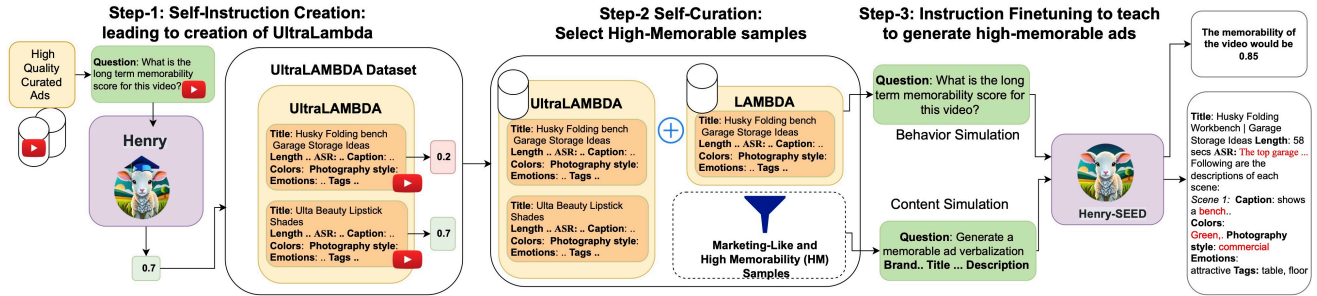 Step-1: Self-Instruction Creation:
leading to creation of UltraLambda
High
Quality
Curated
Ads
Question: What is the
long term memorability
score for this video?
Henry
0.7
UltraLAMBDA Dataset
UltraLAMBDA
Title: Husky Folding bench
Garage Storage Ideas
Length .. ASR: .. Caption: ..
Colors: Photography style:
Emotions: .. Tags ..
0.2
Title: Ulta Beauty Lipstick
Shades
Length .. ASR: .. Caption: ..
Colors: Photography style:
Emotions: .. Tags ..
0.7
Step-2 Self-Curation:
Select High-Memorable samples
UltraLAMBDA
Title: Husky Folding bench
Garage Storage Ideas
Length .. ASR: .. Caption: ..
Colors: Photography style:
Emotions: .. Tags ..
Title: Ulta Beauty Lipstick
Shades
Length .. ASR: .. Caption: ..
Colors: Photography style:
Emotions: .. Tags ..
LAMBDA
Title: Husky Folding bench
Garage Storage Ideas
Length .. ASR: .. Caption: ..
Colors: Photography style:
Emotions: .. Tags ..
Marketing-Like and
High Memorability (HM)
Samples
Step-3: Instruction Finetuning to teach
to generate high-memorable ads
Question: What is the long
term memorability score for
this video?
Behavior Simulation
Content Simulation
Question: Generate a
memorable ad verbalization
Brand.. Title ... Description
Henry-SEED
The memorability of
the video would be
0.85
Title: Husky Folding
Workbench | Garage
Storage Ideas Length: 58
secs ASR: The top garage ...
Following are the
descriptions of each
scene:
Scene 1: Caption: shows
a bench..
Colors:
Green,. Photography
style: commercial
Emotions:
attractive Tags: table, floor